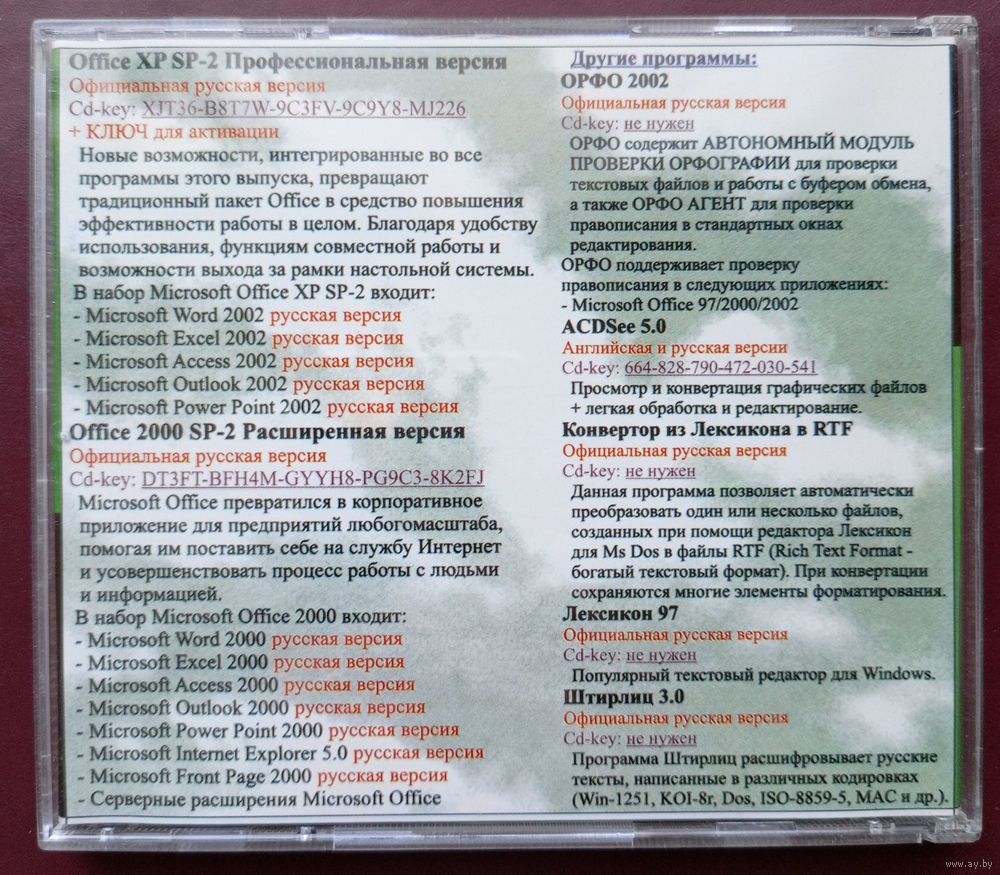 Office XP SP-2 Профессиональная версия
Официальная русская версия
Cd-key: XJT36-B8T7W-9C3FV-9C9Y8-MJ226
+ КЛЮЧ для активации
Новые возможности, интегрированные во все
программы этого выпуска, превращают
традиционный пакет Office в средство повышения
эффективности работы в целом. Благодаря удобству
использования, функциям совместной работы и
возможности выхода за рамки настольной системы.
В набор Microsoft Office XP SP-2 входит:
- Microsoft Word 2002 русская версия
- Microsoft Excel 2002 русская версия
- Microsoft Access 2002 русская версия
- Microsoft Outlook 2002 русская версия
- Microsoft Power Point 2002 русская версия
Office 2000 SP-2 Расширенная версия
Официальная русская версия
Cd-key: DT3FT-BFH4M-GYYH8-PG9C3-8K2FJ
Microsoft Office превратился в корпоративное
приложение для предприятий любогомасштаба,
помогая им поставить себе на службу Интернет
и усовершенствовать процесс работы с людьми
и информацией.
В набор Microsoft Office 2000 входит:
- Microsoft Word 2000 русская версия
- Microsoft Excel 2000 русская версия
- Microsoft Access 2000 русская версия
- Microsoft Outlook 2000 русская версия
- Microsoft Power Point 2000 русская версия
- Microsoft Internet Explorer 5.0 русская версия
- Microsoft Front Page 2000 русская версия
- Серверные расширения Microsoft Office
Другие программы:
ОРФО 2002
Официальная русская версия
Cd-key: не нужен
ОРФО содержит АВТОНОМНЫЙ МОДУЛЬ
ПРОВЕРКИ ОРФОГРАФИИ для проверки
текстовых файлов и работы с буфером обмена,
а также ОРФО АГЕНТ для проверки
правописания в стандартных окнах
редактирования.
ОРФО поддерживает проверку
правописания в следующих приложениях:
- Microsoft Office 97/2000/2002
ACDSee 5.0
Английская и русская версии
Cd-key: 664-828-790-472-030-541
Просмотр и конвертация графических файлов
+ легкая обработка и редактирование.
Конвертор из Лексикона в RTF
Официальная русская версия
Cd-key: не нужен
Данная программа позволяет автоматически
преобразовать один или несколько файлов,
созданных при помощи редактора Лексикон
для Ms Dos в файлы RTF (Rich Text Format -
богатый текстовый формат). При конвертации
сохраняются многие элементы форматирования.
Лексикон 97
Официальная русская версия
Cd-key: не нужен
Популярный текстовый редактор для Windows.
Штирлиц 3.0
Официальная русская версия
Cd-key: не нужен
Программа Штирлиц расшифровывает русские
тексты, написанные в различных кодировках
(Win-1251, KOI-8r, Dos, ISO-8859-5, MAC и др.).
www.ay.by